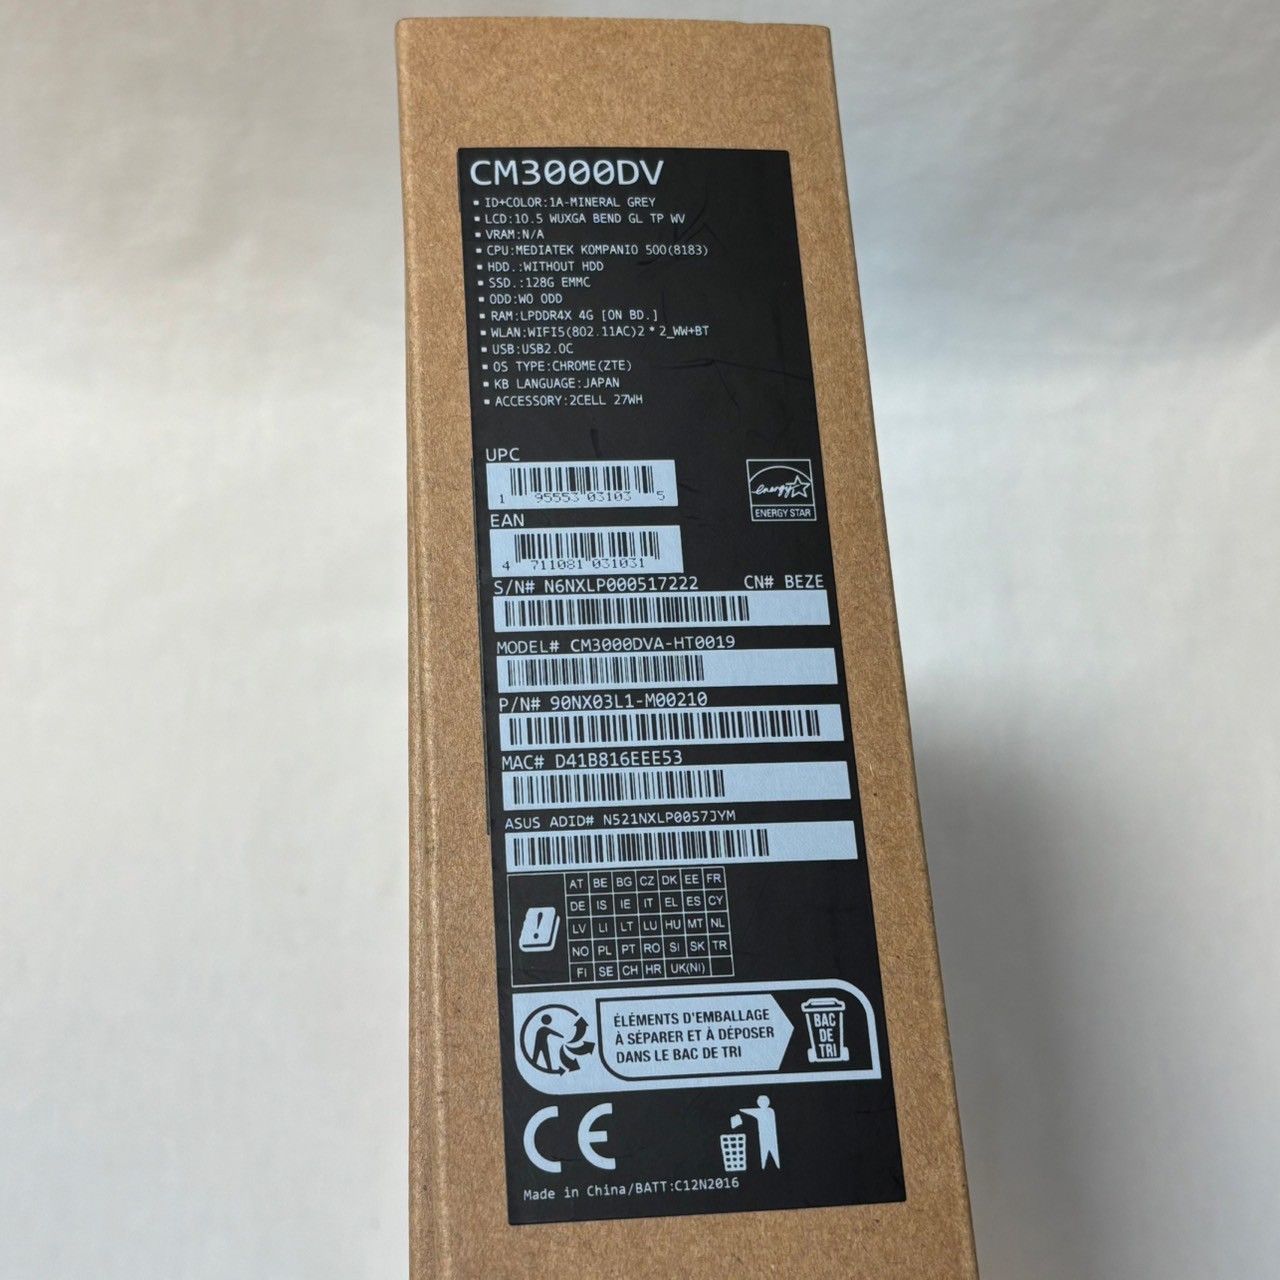 CM3000DV
▪ ID+COLOR:1A-MINERAL GREY
▪ LCD:10.5 WUXGA BEND GL TP WV
▪ VRAM:N/A
▪ CPU:MEDIATEK KOMPANIO 500(8183)
▪ HDD.:WITHOUT HDD
▪ SSD.:128G EMMC
▪ ODD:WO ODD
▪ RAM:LPDDR4X 4G [ON BD.]
▪ WLAN:WIFI5(802.11AC)2*2_WW+BT
▪ USB:USB2.0C
▪ OS TYPE:CHROME(ZTE)
▪ KB LANGUAGE:JAPAN
▪ ACCESSORY:2CELL 27WH
UPC
1 95553 03103 5
energy
ENERGY STAR
EAN
4 711081 031031
S/N# N6NXLP000517222 CN# BEZE
MODEL# CM3000DVA-HT0019
P/N# 90NX03L1-M00210
MAC# D41B816EEE53
ASUS ADID# N521NXLP0057JYM
AT BE BG CZ DK EE FR
DE IS IE IT EL ES CY
LV LI LT LU HU MT NL
NO PL PT RO SI SK TR
FI SE CH HR UK(NI)
ÉLÉMENTS D'EMBALLAGE
À SÉPARER ET À DÉPOSER
DANS LE BAC DE TRI
BAC
DE
TRI
CE
Made in China/BATT:C12N2016